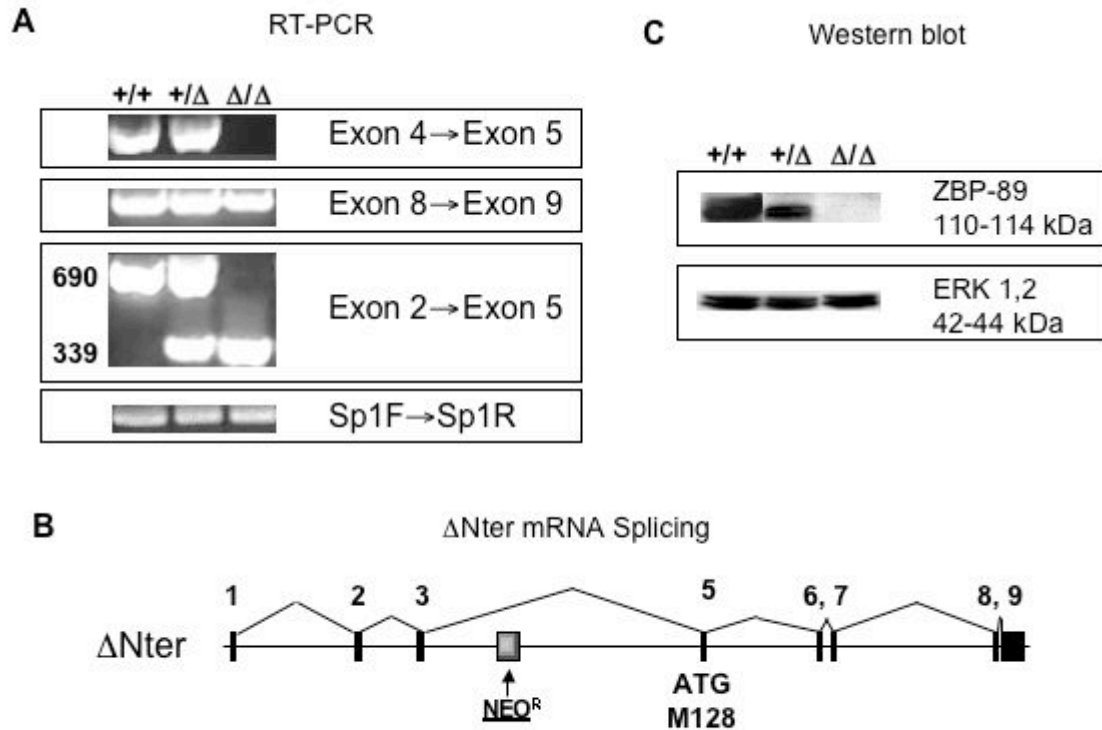 A
RT-PCR
+/+ +/Δ Δ/Δ
Exon 4→Exon 5
Exon 8→Exon 9
690
339
Exon 2→Exon 5
Sp1F→Sp1R
C
Western blot
+/+ +/Δ Δ/Δ
ZBP-89
110-114 kDa
ERK 1,2
42-44 kDa
B
ΔNter mRNA Splicing
1 2 3 5 6, 7 8, 9
ΔNter
NEOᴿ
ATG
M128